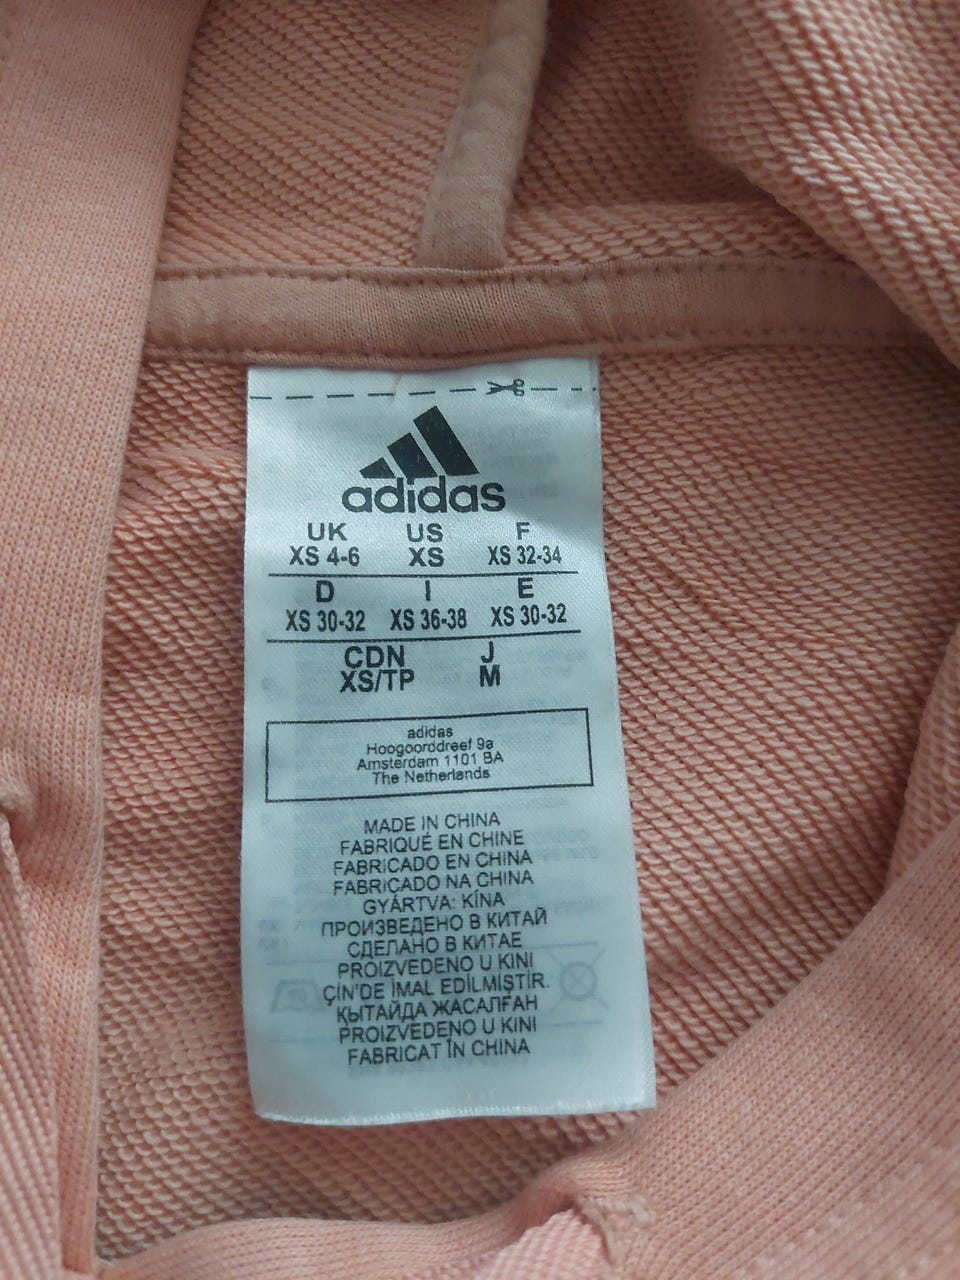 adidas
UK US F
XS 4-6 XS XS 32-34
D I E
XS 30-32 XS 36-38 XS 30-32
CDN J
XS/TP M
adidas
Hoogoorddreef 9a
Amsterdam 1101 BA
The Netherlands
MADE IN CHINA
FABRIQUÉ EN CHINE
FABRICADO EN CHINA
FABRICADO NA CHINA
GYÁRTVA: KÍNA
ПРОИЗВЕДЕНО В КИТАЙ
СДЕЛАНО В КИТАЕ
PROIZVEDENO U KINI
ÇİN'DE İMAL EDİLMİŞTİR.
ҚЫТАЙДА ЖАСАЛҒАН
PROIZVEDENO U KINI
FABRICAT ÎN CHINA